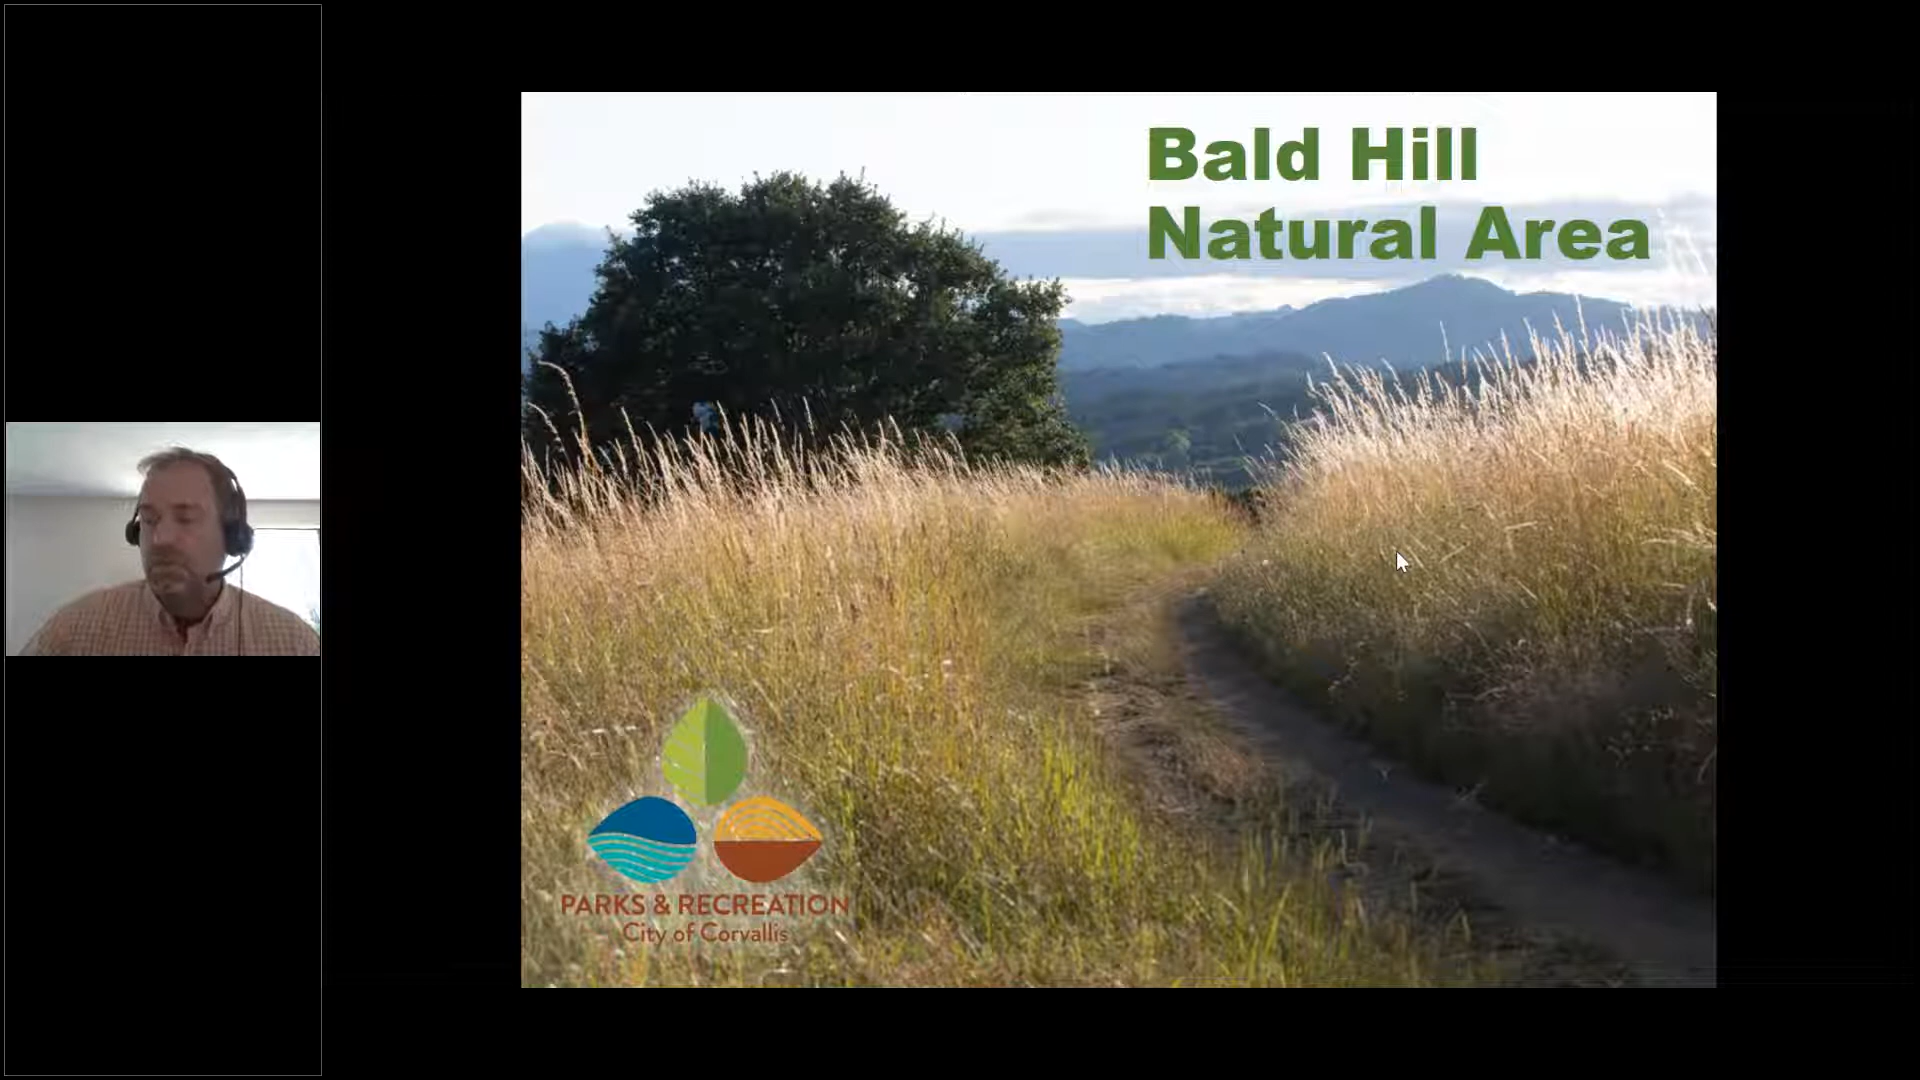 Bald Hill
Natural Area
PARKS & RECREATION
City of Corvallis